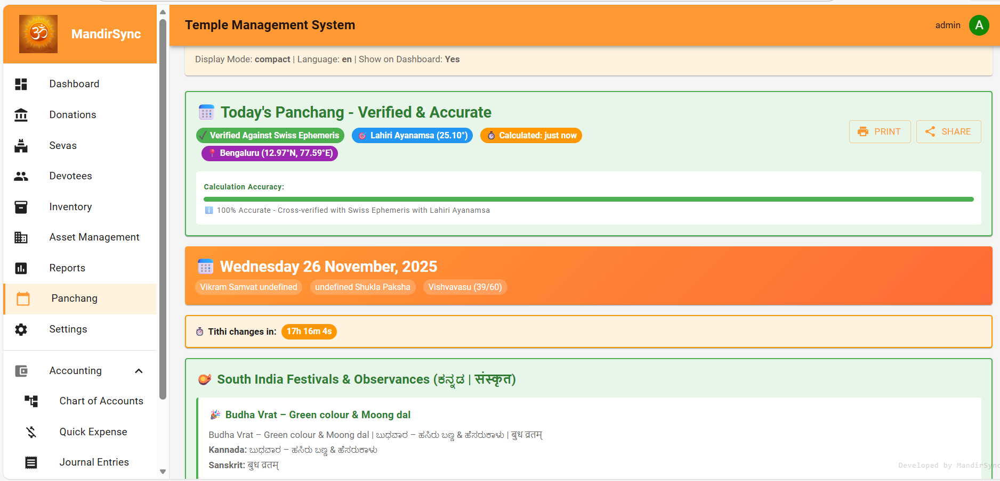 MandirSync
Temple Management System
admin
A
Dashboard
Donations
Sevas
Devotees
Inventory
Asset Management
Reports
Panchang
Settings
Accounting
Chart of Accounts
Quick Expense
Journal Entries
Display Mode: compact | Language: en | Show on Dashboard: Yes
Today's Panchang - Verified & Accurate
Verified Against Swiss Ephemeris
Lahiri Ayanamsa (25.10°)
Calculated: just now
Bengaluru (12.97°N, 77.59°E)
PRINT
SHARE
Calculation Accuracy:
100% Accurate - Cross-verified with Swiss Ephemeris with Lahiri Ayanamsa
Wednesday 26 November, 2025
Vikram Samvat undefined
undefined Shukla Paksha
Vishvavasu (39/60)
Tithi changes in: 17h 16m 4s
South India Festivals & Observances (ಕನ್ನಡ | संस्कृत)
Budha Vrat – Green colour & Moong dal
Budha Vrat – Green colour & Moong dal | ಬುಧವಾರ – ಹಸಿರು ಬಣ್ಣ & ಹೆಸರುಕಾಳು | बुध व्रतम्
Kannada: ಬುಧವಾರ – ಹಸಿರು ಬಣ್ಣ & ಹೆಸರುಕಾಳು
Sanskrit: बुध व्रतम्
Developed by MandirSync